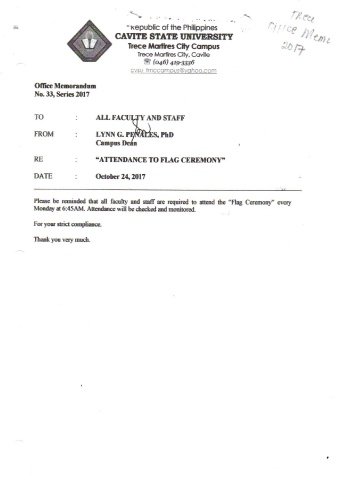 Republic of the Philippines
CAVITE STATE UNIVERSITY
Trece Martires City Campus
Trece Martires City, Cavite
☎ (046) 419-3336
cvsu_tmccampus@yahoo.com
Trece
Office Memo
2017
Office Memorandum
No. 33, Series 2017
TO : ALL FACULTY AND STAFF
FROM : LYNN G. PEÑALES, PhD
Campus Dean
RE : "ATTENDANCE TO FLAG CEREMONY"
DATE : October 24, 2017
Please be reminded that all faculty and staff are required to attend the "Flag Ceremony" every
Monday at 6:45AM. Attendance will be checked and monitored.
For your strict compliance.
Thank you very much.